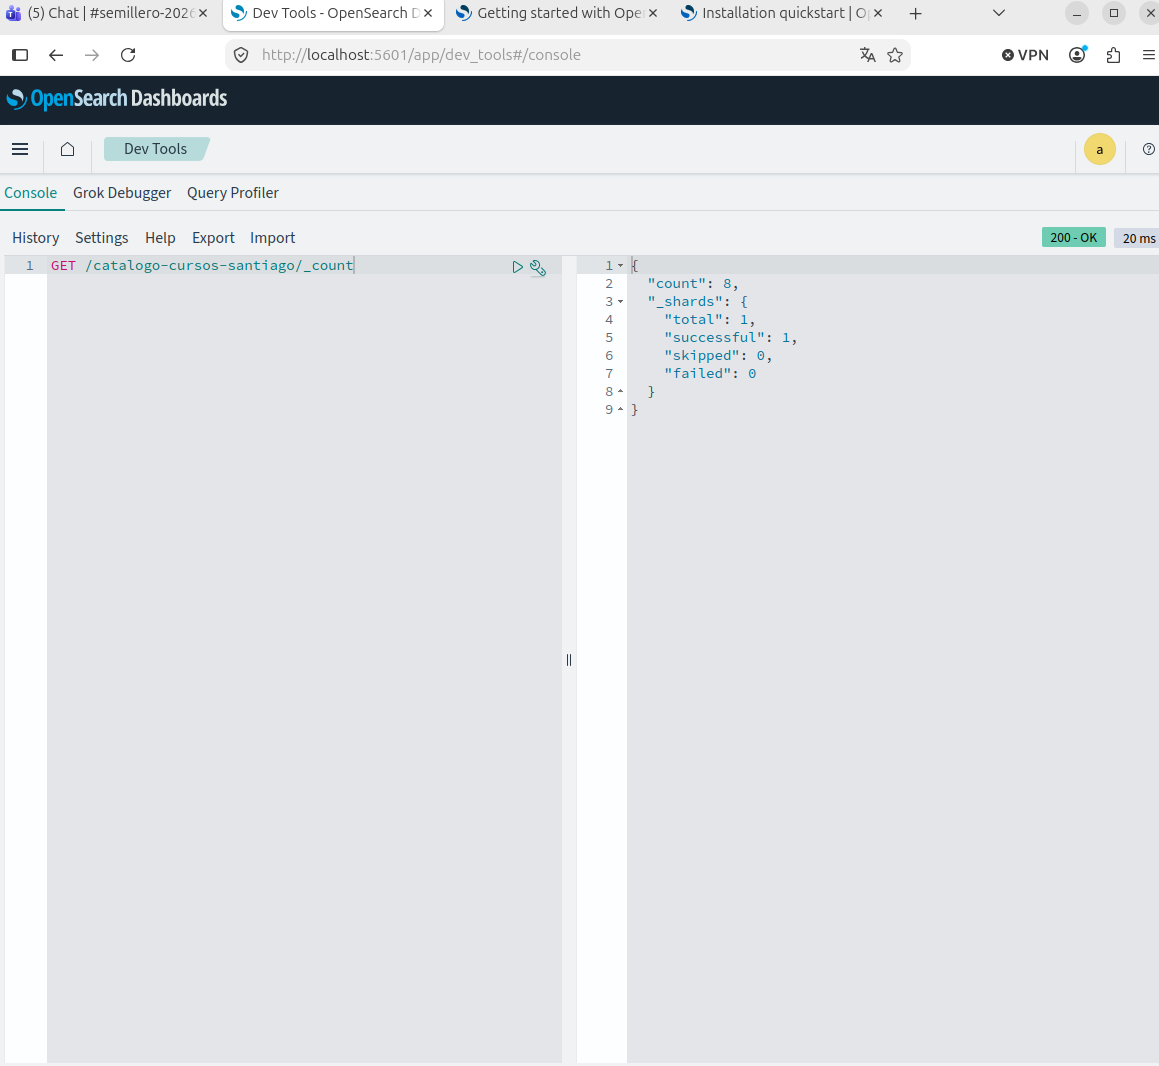 (5) Chat | #semillero-2026
Dev Tools - OpenSearch D
Getting started with Ope
Installation quickstart | O
http://localhost:5601/app/dev_tools#/console
VPN
OpenSearch Dashboards
Dev Tools
a
Console
Grok Debugger
Query Profiler
History
Settings
Help
Export
Import
200 - OK
20 ms
1 GET /catalogo-cursos-santiago/_count
1 {
2 "count": 8,
3 "_shards": {
4 "total": 1,
5 "successful": 1,
6 "skipped": 0,
7 "failed": 0
8 }
9 }